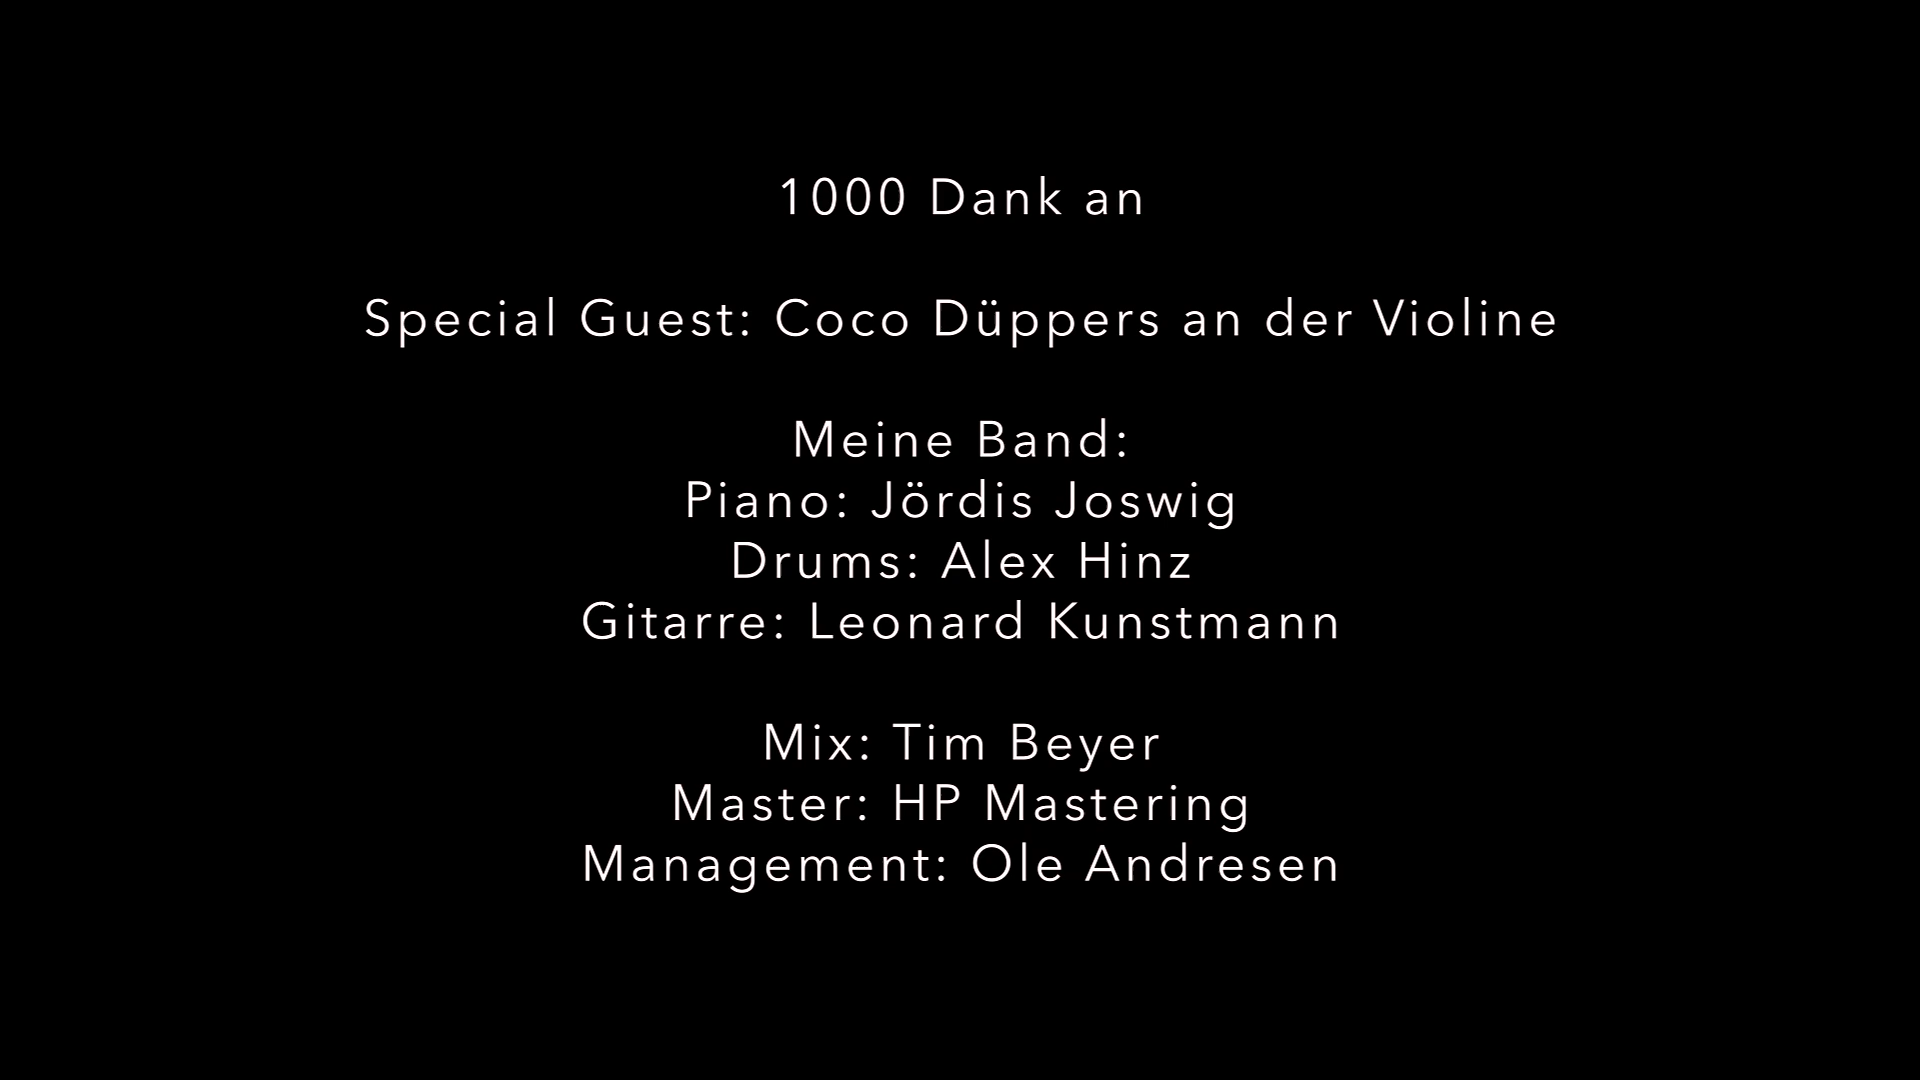 1000 Dank an
Special Guest: Coco Düppers an der Violine
Meine Band:
Piano: Jördis Joswig
Drums: Alex Hinz
Gitarre: Leonard Kunstmann
Mix: Tim Beyer
Master: HP Mastering
Management: Ole Andresen